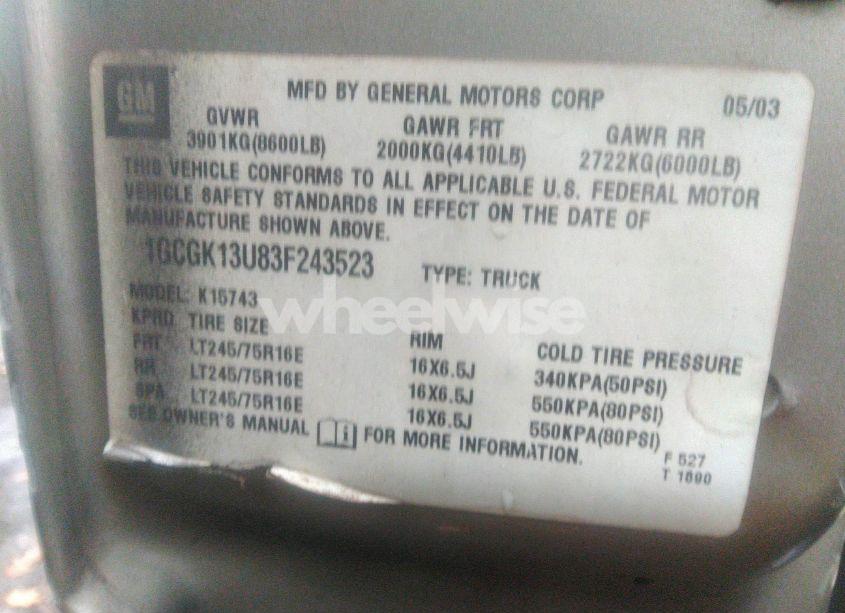 GM
MFD BY GENERAL MOTORS CORP 05/03
GVWR GAWR FRT GAWR RR
3901KG(8600LB) 2000KG(4410LB) 2722KG(6000LB)
THIS VEHICLE CONFORMS TO ALL APPLICABLE U.S. FEDERAL MOTOR
VEHICLE SAFETY STANDARDS IN EFFECT ON THE DATE OF
MANUFACTURE SHOWN ABOVE.
1GCGK13U83F243523 TYPE: TRUCK
MODEL: K15743
wheelwise
KPRD TIRE SIZE RIM COLD TIRE PRESSURE
FRT LT245/75R16E 16X6.5J 340KPA(50PSI)
RR LT245/75R16E 16X6.5J 550KPA(80PSI)
SPA LT245/75R16E 16X6.5J 550KPA(80PSI)
SEE OWNER'S MANUAL i FOR MORE INFORMATION.
F 527
T 1890